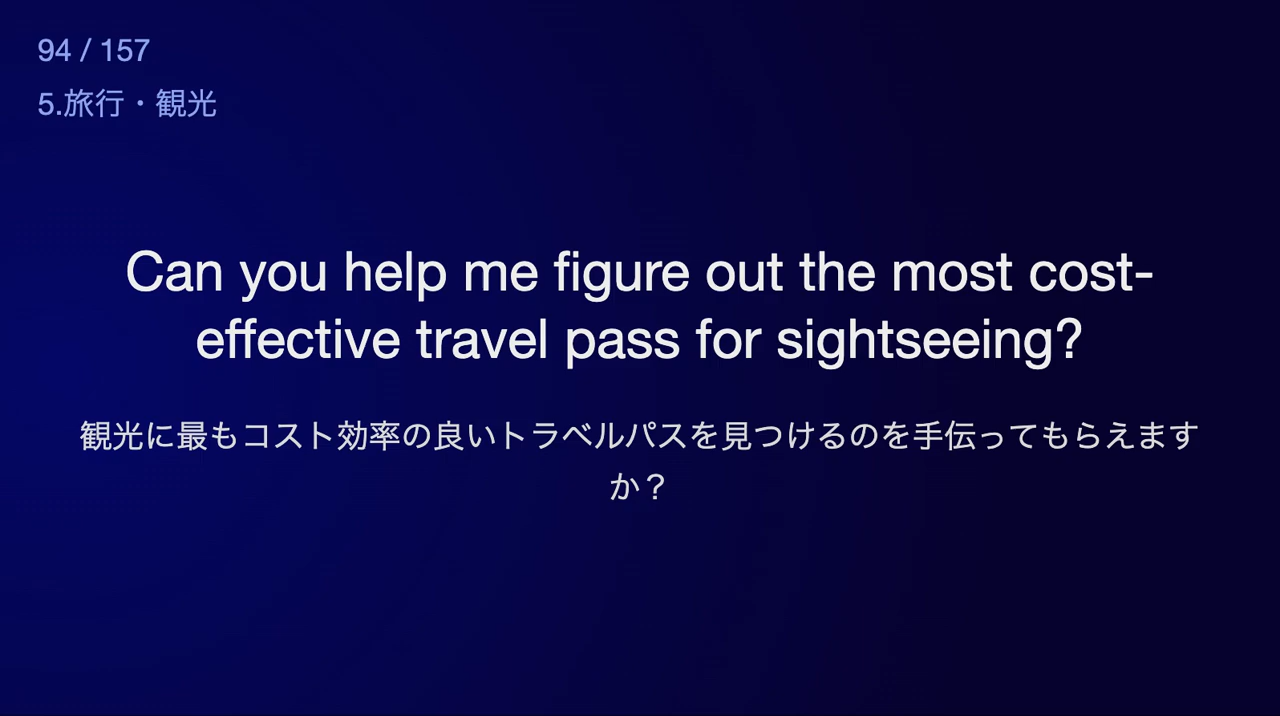 94 / 157
5.旅行・観光
Can you help me figure out the most cost-
effective travel pass for sightseeing?
観光に最もコスト効率の良いトラベルパスを見つけるのを手伝ってもらえます
か？